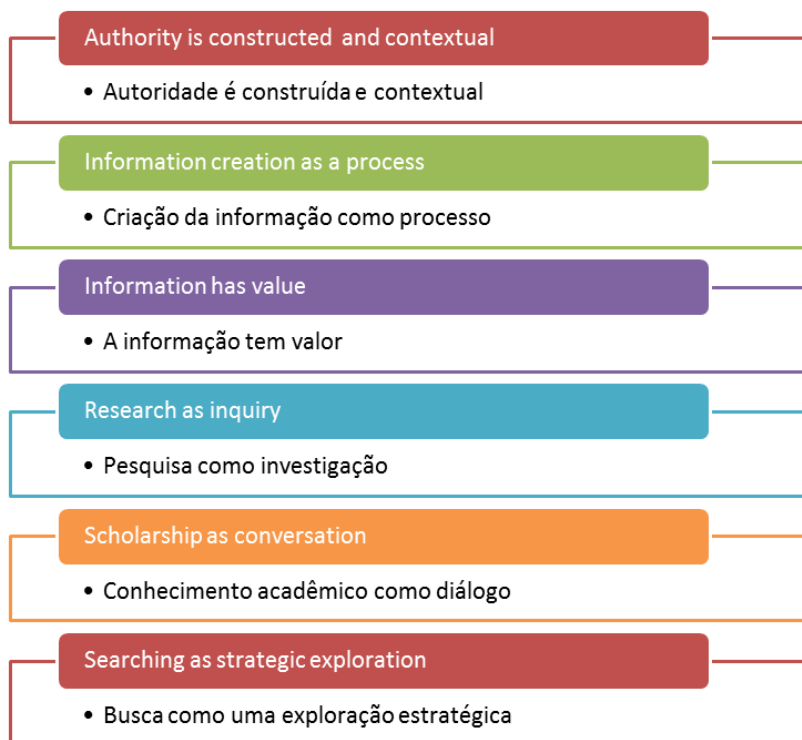 Authority is constructed and contextual
• Autoridade é construída e contextual
Information creation as a process
• Criação da informação como processo
Information has value
• A informação tem valor
Research as inquiry
• Pesquisa como investigação
Scholarship as conversation
• Conhecimento acadêmico como diálogo
Searching as strategic exploration
• Busca como uma exploração estratégica